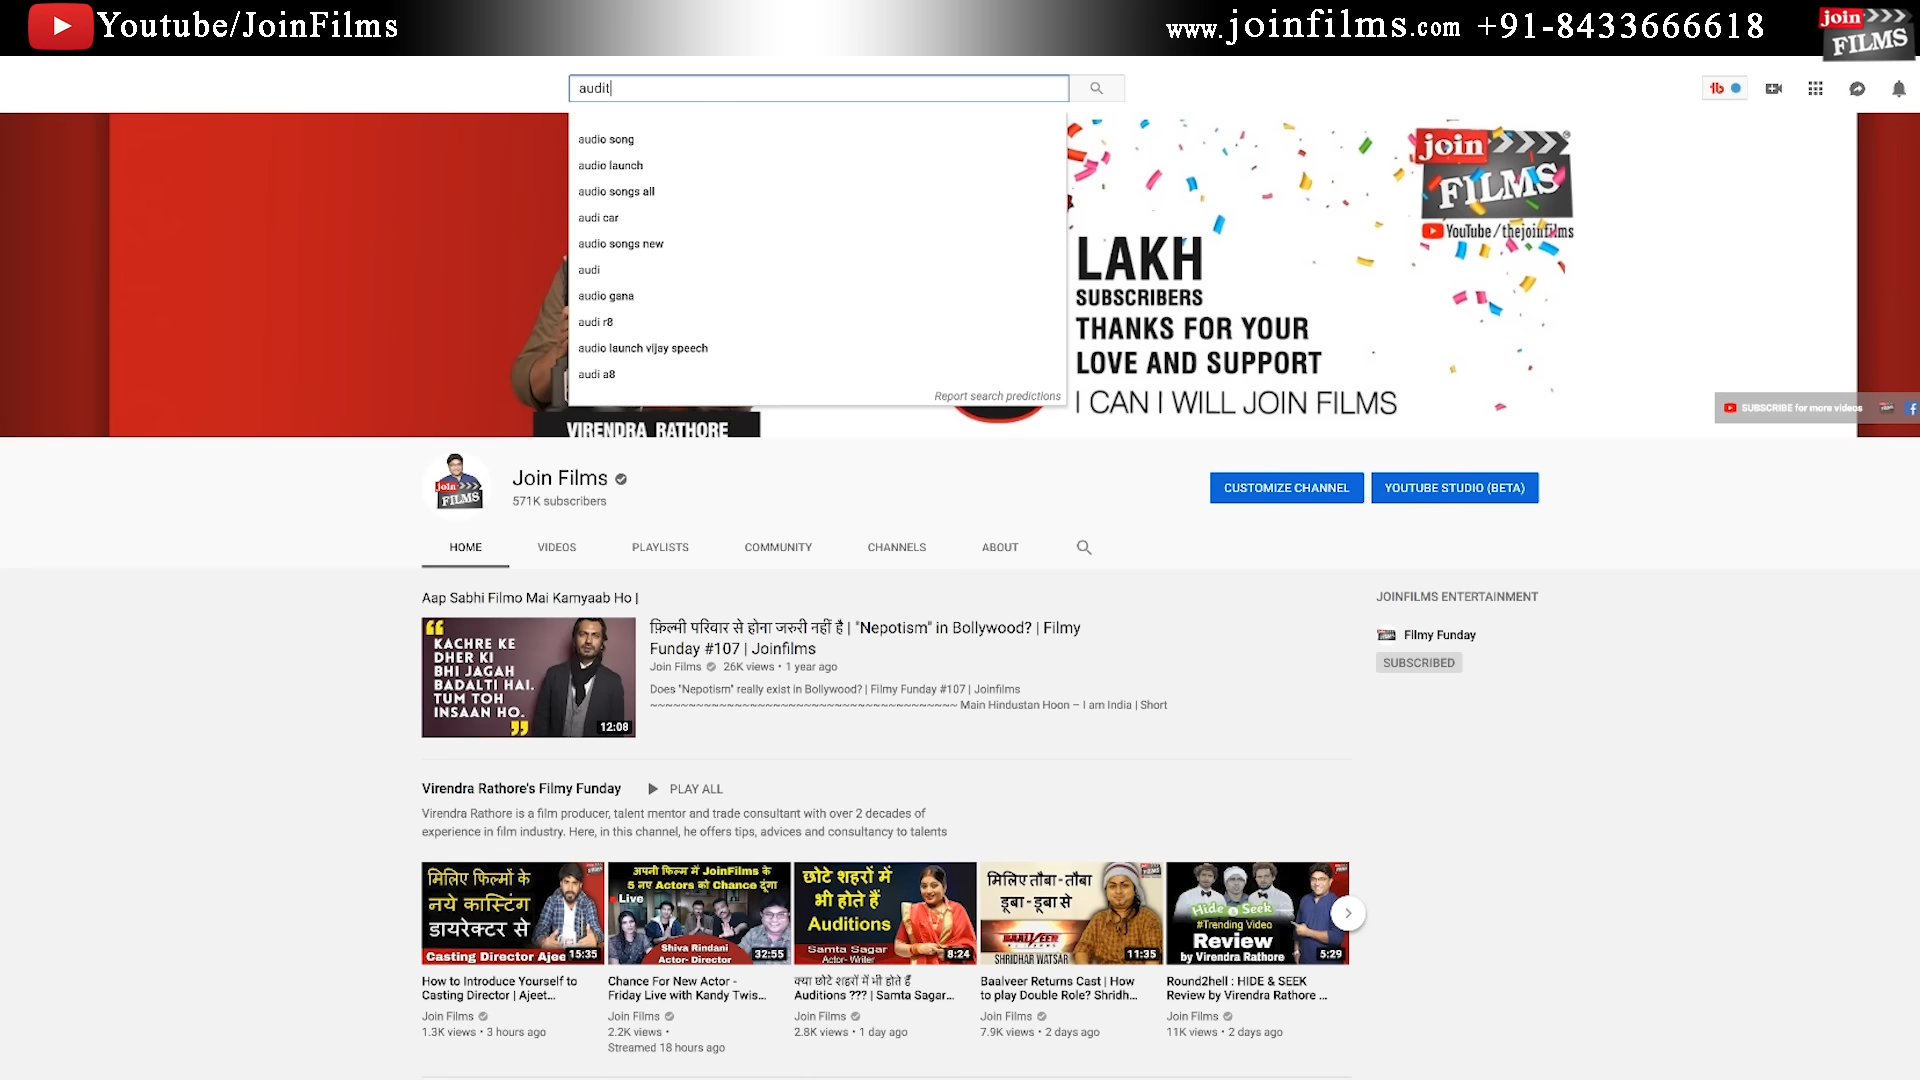 Youtube/JoinFilms
www.joinfilms.com +91-8433666618
join
FILMS
audit
audio song
audio launch
audio songs all
audi car
audio songs new
audi
audio gana
audi r8
audio launch vijay speech
audi a8
Report search predictions
join
FILMS
YouTube/thejoinfilms
LAKH
SUBSCRIBERS
THANKS FOR YOUR
LOVE AND SUPPORT
I CAN I WILL JOIN FILMS
SUBSCRIBE for more videos
VIRENDRA RATHORE
join
FILMS
Join Films
571K subscribers
CUSTOMIZE CHANNEL
YOUTUBE STUDIO (BETA)
HOME VIDEOS PLAYLISTS COMMUNITY CHANNELS ABOUT
Aap Sabhi Filmo Mai Kamyaab Ho |
KACHRE KE
DHER KI
BHI JAGAH
BADALTI HAI.
TUM TOH
INSAAN HO.
12:08
फ़िल्मी परिवार से होना जरुरी नहीं है | "Nepotism" in Bollywood? | Filmy
Funday #107 | Joinfilms
Join Films 26K views • 1 year ago
Does "Nepotism" really exist in Bollywood? | Filmy Funday #107 | Joinfilms
~~~~~~~~~~~~~~~~~~~~~~~~~~~~~~~~~~~~~~~~ Main Hindustan Hoon – I am India | Short
JOINFILMS ENTERTAINMENT
Filmy Funday
SUBSCRIBED
Virendra Rathore's Filmy Funday PLAY ALL
Virendra Rathore is a film producer, talent mentor and trade consultant with over 2 decades of
experience in film industry. Here, in this channel, he offers tips, advices and consultancy to talents
मिलिए फिल्मों के
नये कास्टिंग
डायरेक्टर से
Casting Director Ajee
15:35
How to Introduce Yourself to
Casting Director | Ajeet...
Join Films
1.3K views • 3 hours ago
अपनी फिल्म में JoinFilms के
5 नए Actors को Chance दूंगा
Live
Shiva Rindani
Actor-Director
32:55
Chance For New Actor -
Friday Live with Kandy Twis...
Join Films
2.2K views •
Streamed 18 hours ago
छोटे शहरों में
भी होते हैं
Auditions
Samta Sagar
Actor- Writer
8:24
क्या छोटे शहरों में भी होते हैं
Auditions ??? | Samta Sagar...
Join Films
2.8K views • 1 day ago
मिलिए तौबा - तौबा
डूबा - डूबा से
BAALVEER
SHRIDHAR WATSAR
11:35
Baalveer Returns Cast | How
to play Double Role? Shridh...
Join Films
7.9K views • 2 days ago
Hide & Seek
#Trending Video
Review
by Virendra Rathore
5:29
Round2hell : HIDE & SEEK
Review by Virendra Rathore ...
Join Films
11K views • 2 days ago